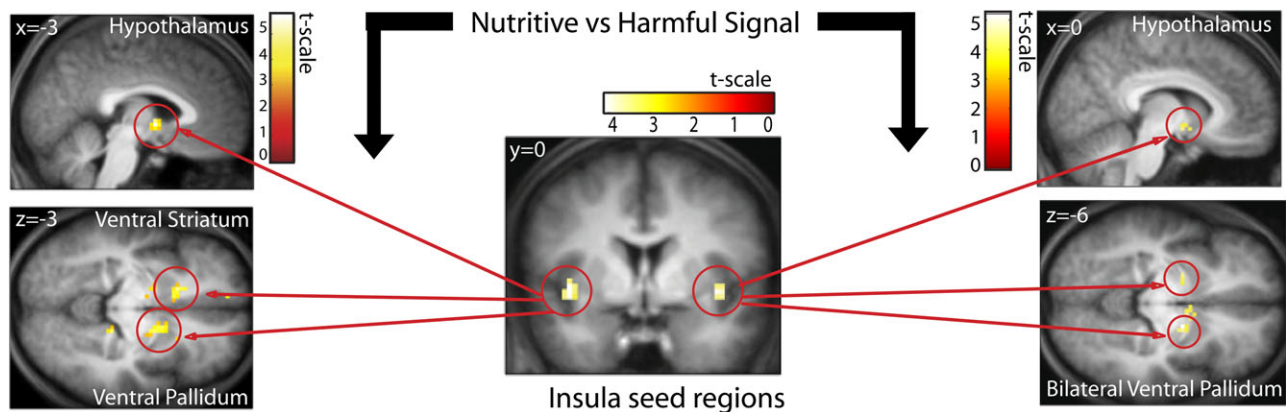 x=-3
Hypothalamus
t-scale
5
4
3
2
1
0
Nutritive vs Harmful Signal
t-scale
4 3 2 1 0
y=0
Insula seed regions
t-scale
5
4
3
2
1
0
Hypothalamus
x=0
z=-3
Ventral Striatum
Ventral Pallidum
z=-6
Bilateral Ventral Pallidum